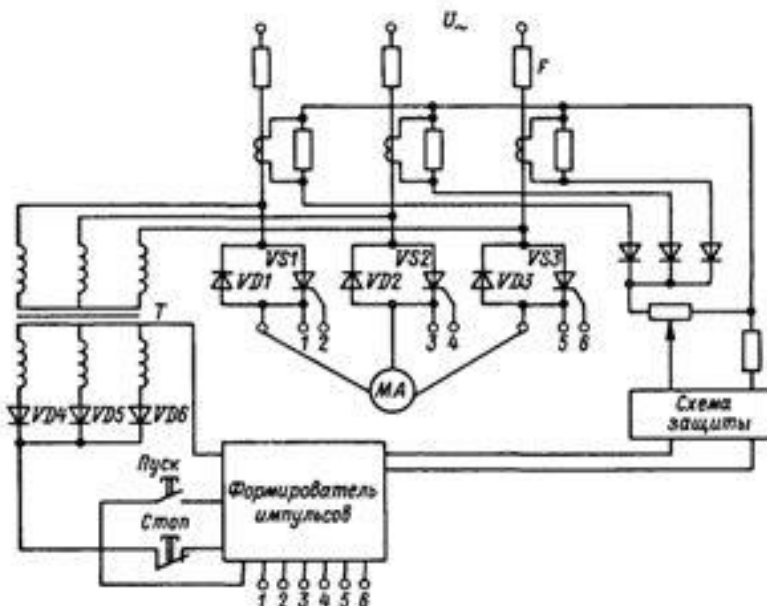 U~
F
VS1
VS2
VS3
VD1
VD2
VD3
1 2
3 4
5 6
T
МА
VD4
VD5
VD6
Схема
защиты
Пуск
Формирователь
импульсов
Стоп
1 2 3 4 5 6